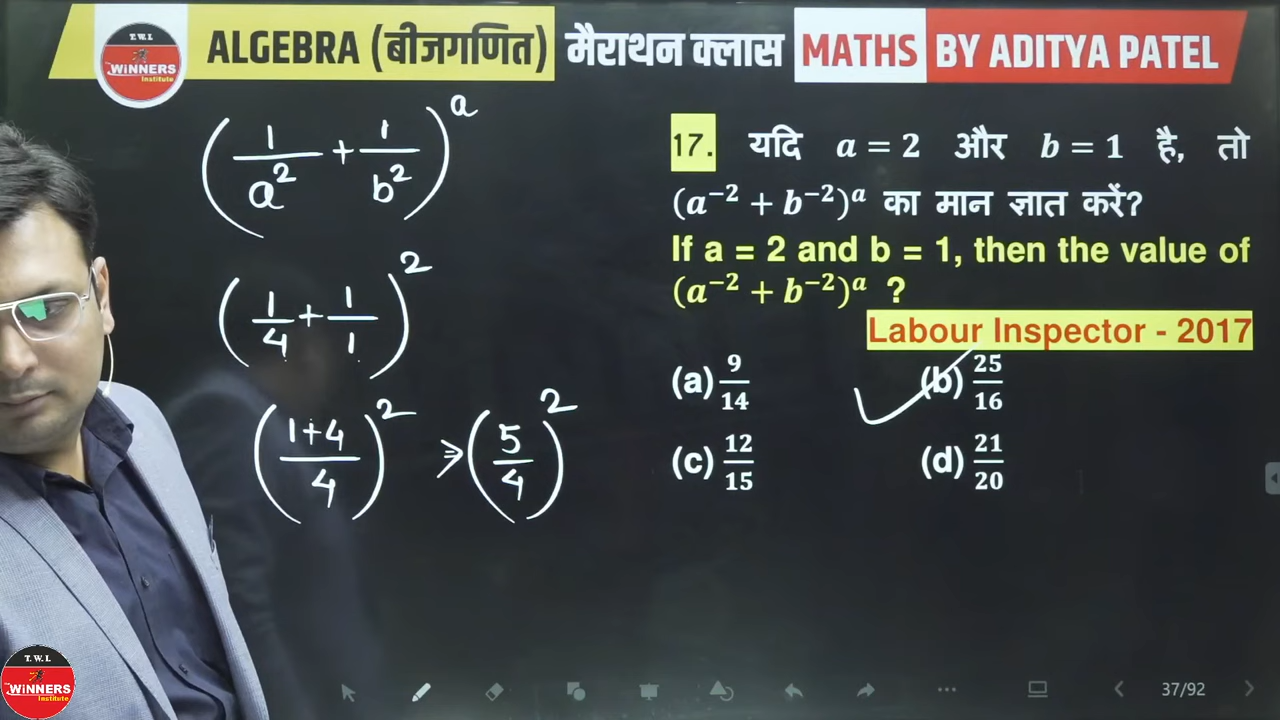 T.W.I.
The WiNNERS
Institute
ALGEBRA (बीजगणित) मैराथन क्लास MATHS BY ADITYA PATEL
(1/a² + 1/b²)ᵃ
(1/4 + 1/1)²
((1+4)/4)² ⇒ (5/4)²
17. यदि a = 2 और b = 1 है, तो
(a⁻² + b⁻²)ᵃ का मान ज्ञात करें?
If a = 2 and b = 1, then the value of
(a⁻² + b⁻²)ᵃ ?
Labour Inspector - 2017
(a) 9/14 (b) 25/16
(c) 12/15 (d) 21/20
T.W.I.
The WiNNERS
Institute
37/92